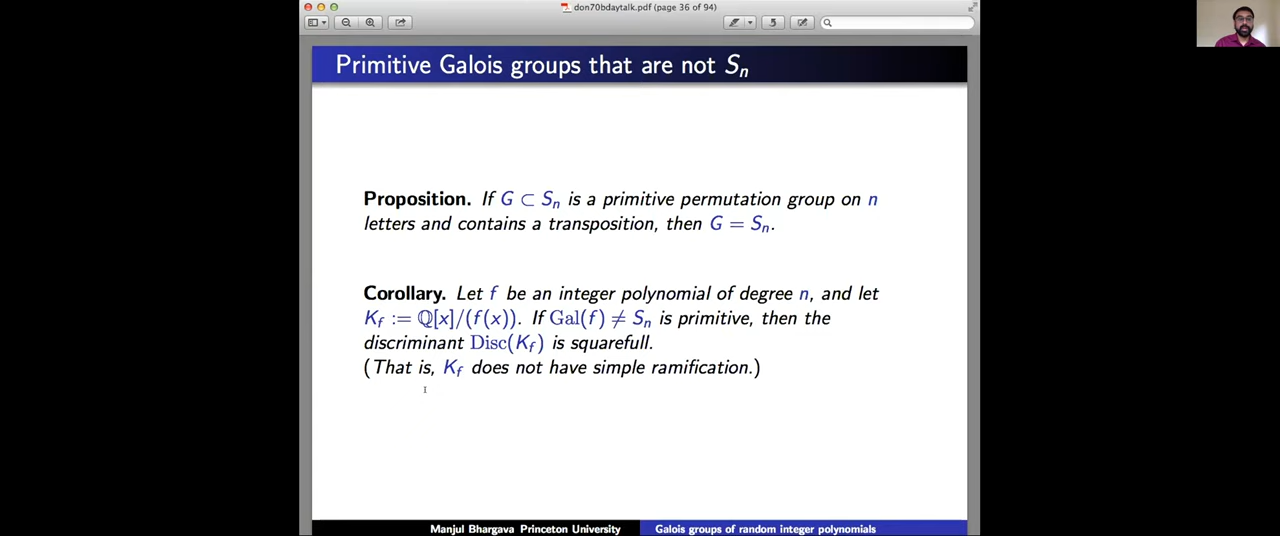 don70bdaytalk.pdf (page 36 of 94)
Primitive Galois groups that are not Sₙ
Proposition. If G ⊂ Sₙ is a primitive permutation group on n
letters and contains a transposition, then G = Sₙ.
Corollary. Let f be an integer polynomial of degree n, and let
K_f := ℚ[x]/(f(x)). If Gal(f) ≠ Sₙ is primitive, then the
discriminant Disc(K_f) is squarefull.
(That is, K_f does not have simple ramification.)
Manjul Bhargava Princeton University
Galois groups of random integer polynomials